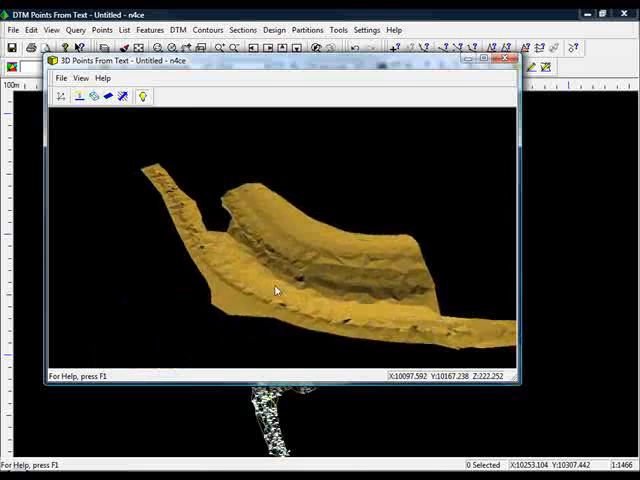 DTM Points From Text - Untitled - n4ce
File Edit View Query Points List Features DTM Contours Sections Design Partitions Tools Settings Help
100m
3D Points From Text - Untitled - n4ce
File View Help
For Help, press F1
X:10097.592 Y:10167.238 Z:222.252
For Help, press F1
0 Selected X:10253.104 Y:10307.442 1:1466